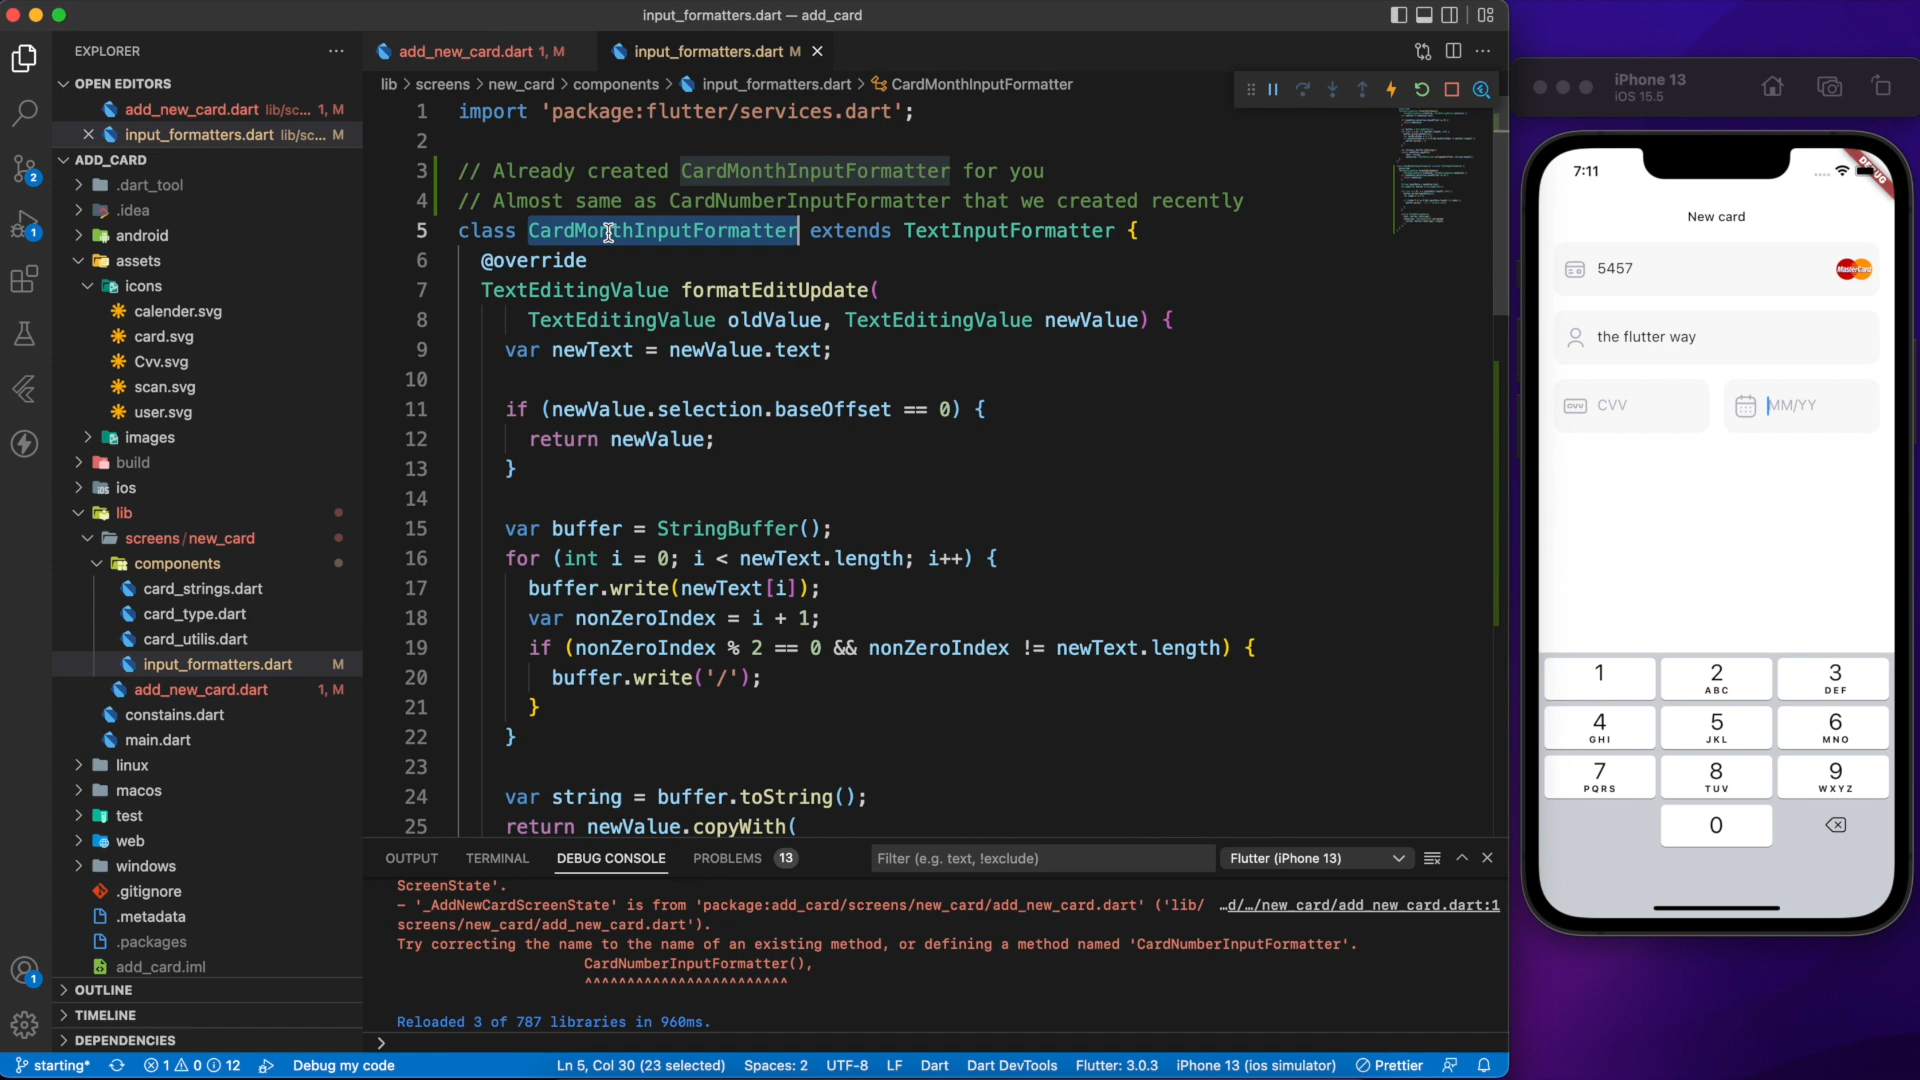 input_formatters.dart — add_card
EXPLORER
OPEN EDITORS
add_new_card.dart lib/sc... 1, M
input_formatters.dart lib/sc... M
ADD_CARD
.dart_tool
.idea
android
assets
icons
calender.svg
card.svg
Cvv.svg
scan.svg
user.svg
images
build
ios
lib
screens/new_card
components
card_strings.dart
card_type.dart
card_utilis.dart
input_formatters.dart M
add_new_card.dart 1, M
constains.dart
main.dart
linux
macos
test
web
windows
.gitignore
.metadata
.packages
add_card.iml
OUTLINE
TIMELINE
DEPENDENCIES
2
1
1
add_new_card.dart 1, M
input_formatters.dart M
lib > screens > new_card > components > input_formatters.dart > CardMonthInputFormatter
1 import 'package:flutter/services.dart';
2
3 // Already created CardMonthInputFormatter for you
4 // Almost same as CardNumberInputFormatter that we created recently
5 class CardMonthInputFormatter extends TextInputFormatter {
6 @override
7 TextEditingValue formatEditUpdate(
8 TextEditingValue oldValue, TextEditingValue newValue) {
9 var newText = newValue.text;
10
11 if (newValue.selection.baseOffset == 0) {
12 return newValue;
13 }
14
15 var buffer = StringBuffer();
16 for (int i = 0; i < newText.length; i++) {
17 buffer.write(newText[i]);
18 var nonZeroIndex = i + 1;
19 if (nonZeroIndex % 2 == 0 && nonZeroIndex != newText.length) {
20 buffer.write('/');
21 }
22 }
23
24 var string = buffer.toString();
25 return newValue.copyWith(
OUTPUT TERMINAL DEBUG CONSOLE PROBLEMS 13
Filter (e.g. text, !exclude)
Flutter (iPhone 13)
ScreenState'.
- '_AddNewCardScreenState' is from 'package:add_card/screens/new_card/add_new_card.dart' ('lib/ …d/…/new_card/add_new_card.dart:1
screens/new_card/add_new_card.dart').
Try correcting the name to the name of an existing method, or defining a method named 'CardNumberInputFormatter'.
CardNumberInputFormatter(),
^^^^^^^^^^^^^^^^^^^^^^^^
Reloaded 3 of 787 libraries in 960ms.
>
starting* 1 0 12 Debug my code Ln 5, Col 30 (23 selected) Spaces: 2 UTF-8 LF Dart Dart DevTools Flutter: 3.0.3 iPhone 13 (ios simulator) Prettier
iPhone 13
iOS 15.5
7:11
DEBUG
New card
5457
MasterCard
the flutter way
CVV CVV
MM/YY
1
2 ABC
3 DEF
4 GHI
5 JKL
6 MNO
7 PQRS
8 TUV
9 WXYZ
0